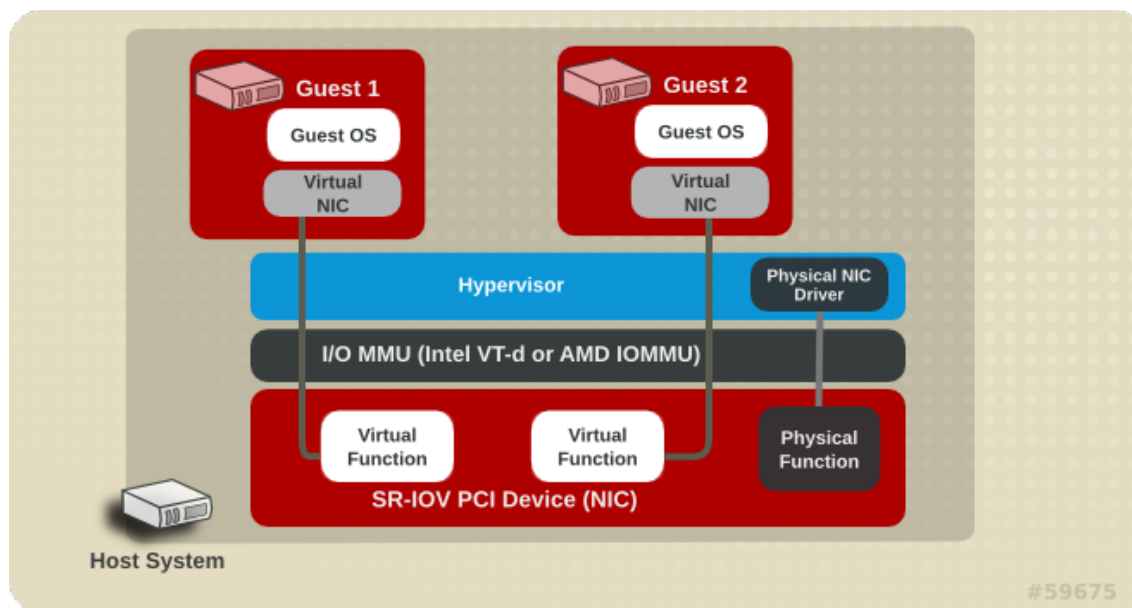 Guest 1
Guest OS
Virtual
NIC
Guest 2
Guest OS
Virtual
NIC
Hypervisor
Physical NIC
Driver
I/O MMU (Intel VT-d or AMD IOMMU)
Virtual
Function
Virtual
Function
Physical
Function
SR-IOV PCI Device (NIC)
Host System
#59675